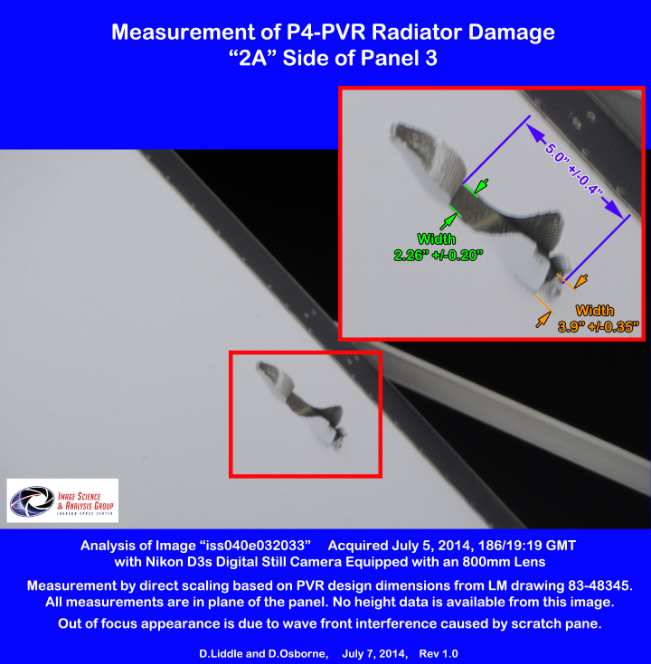 Measurement of P4-PVR Radiator Damage
“2A” Side of Panel 3
5.0” +/-0.4”
Width
2.26” +/-0.20”
Width
3.9” +/-0.35”
IMAGE SCIENCE
& ANALYSIS GROUP
JOHNSON SPACE CENTER
Analysis of Image “iss040e032033” Acquired July 5, 2014, 186/19:19 GMT
with Nikon D3s Digital Still Camera Equipped with an 800mm Lens
Measurement by direct scaling based on PVR design dimensions from LM drawing 83-48345.
All measurements are in plane of the panel. No height data is available from this image.
Out of focus appearance is due to wave front interference caused by scratch pane.
D.Liddle and D.Osborne, July 7, 2014, Rev 1.0